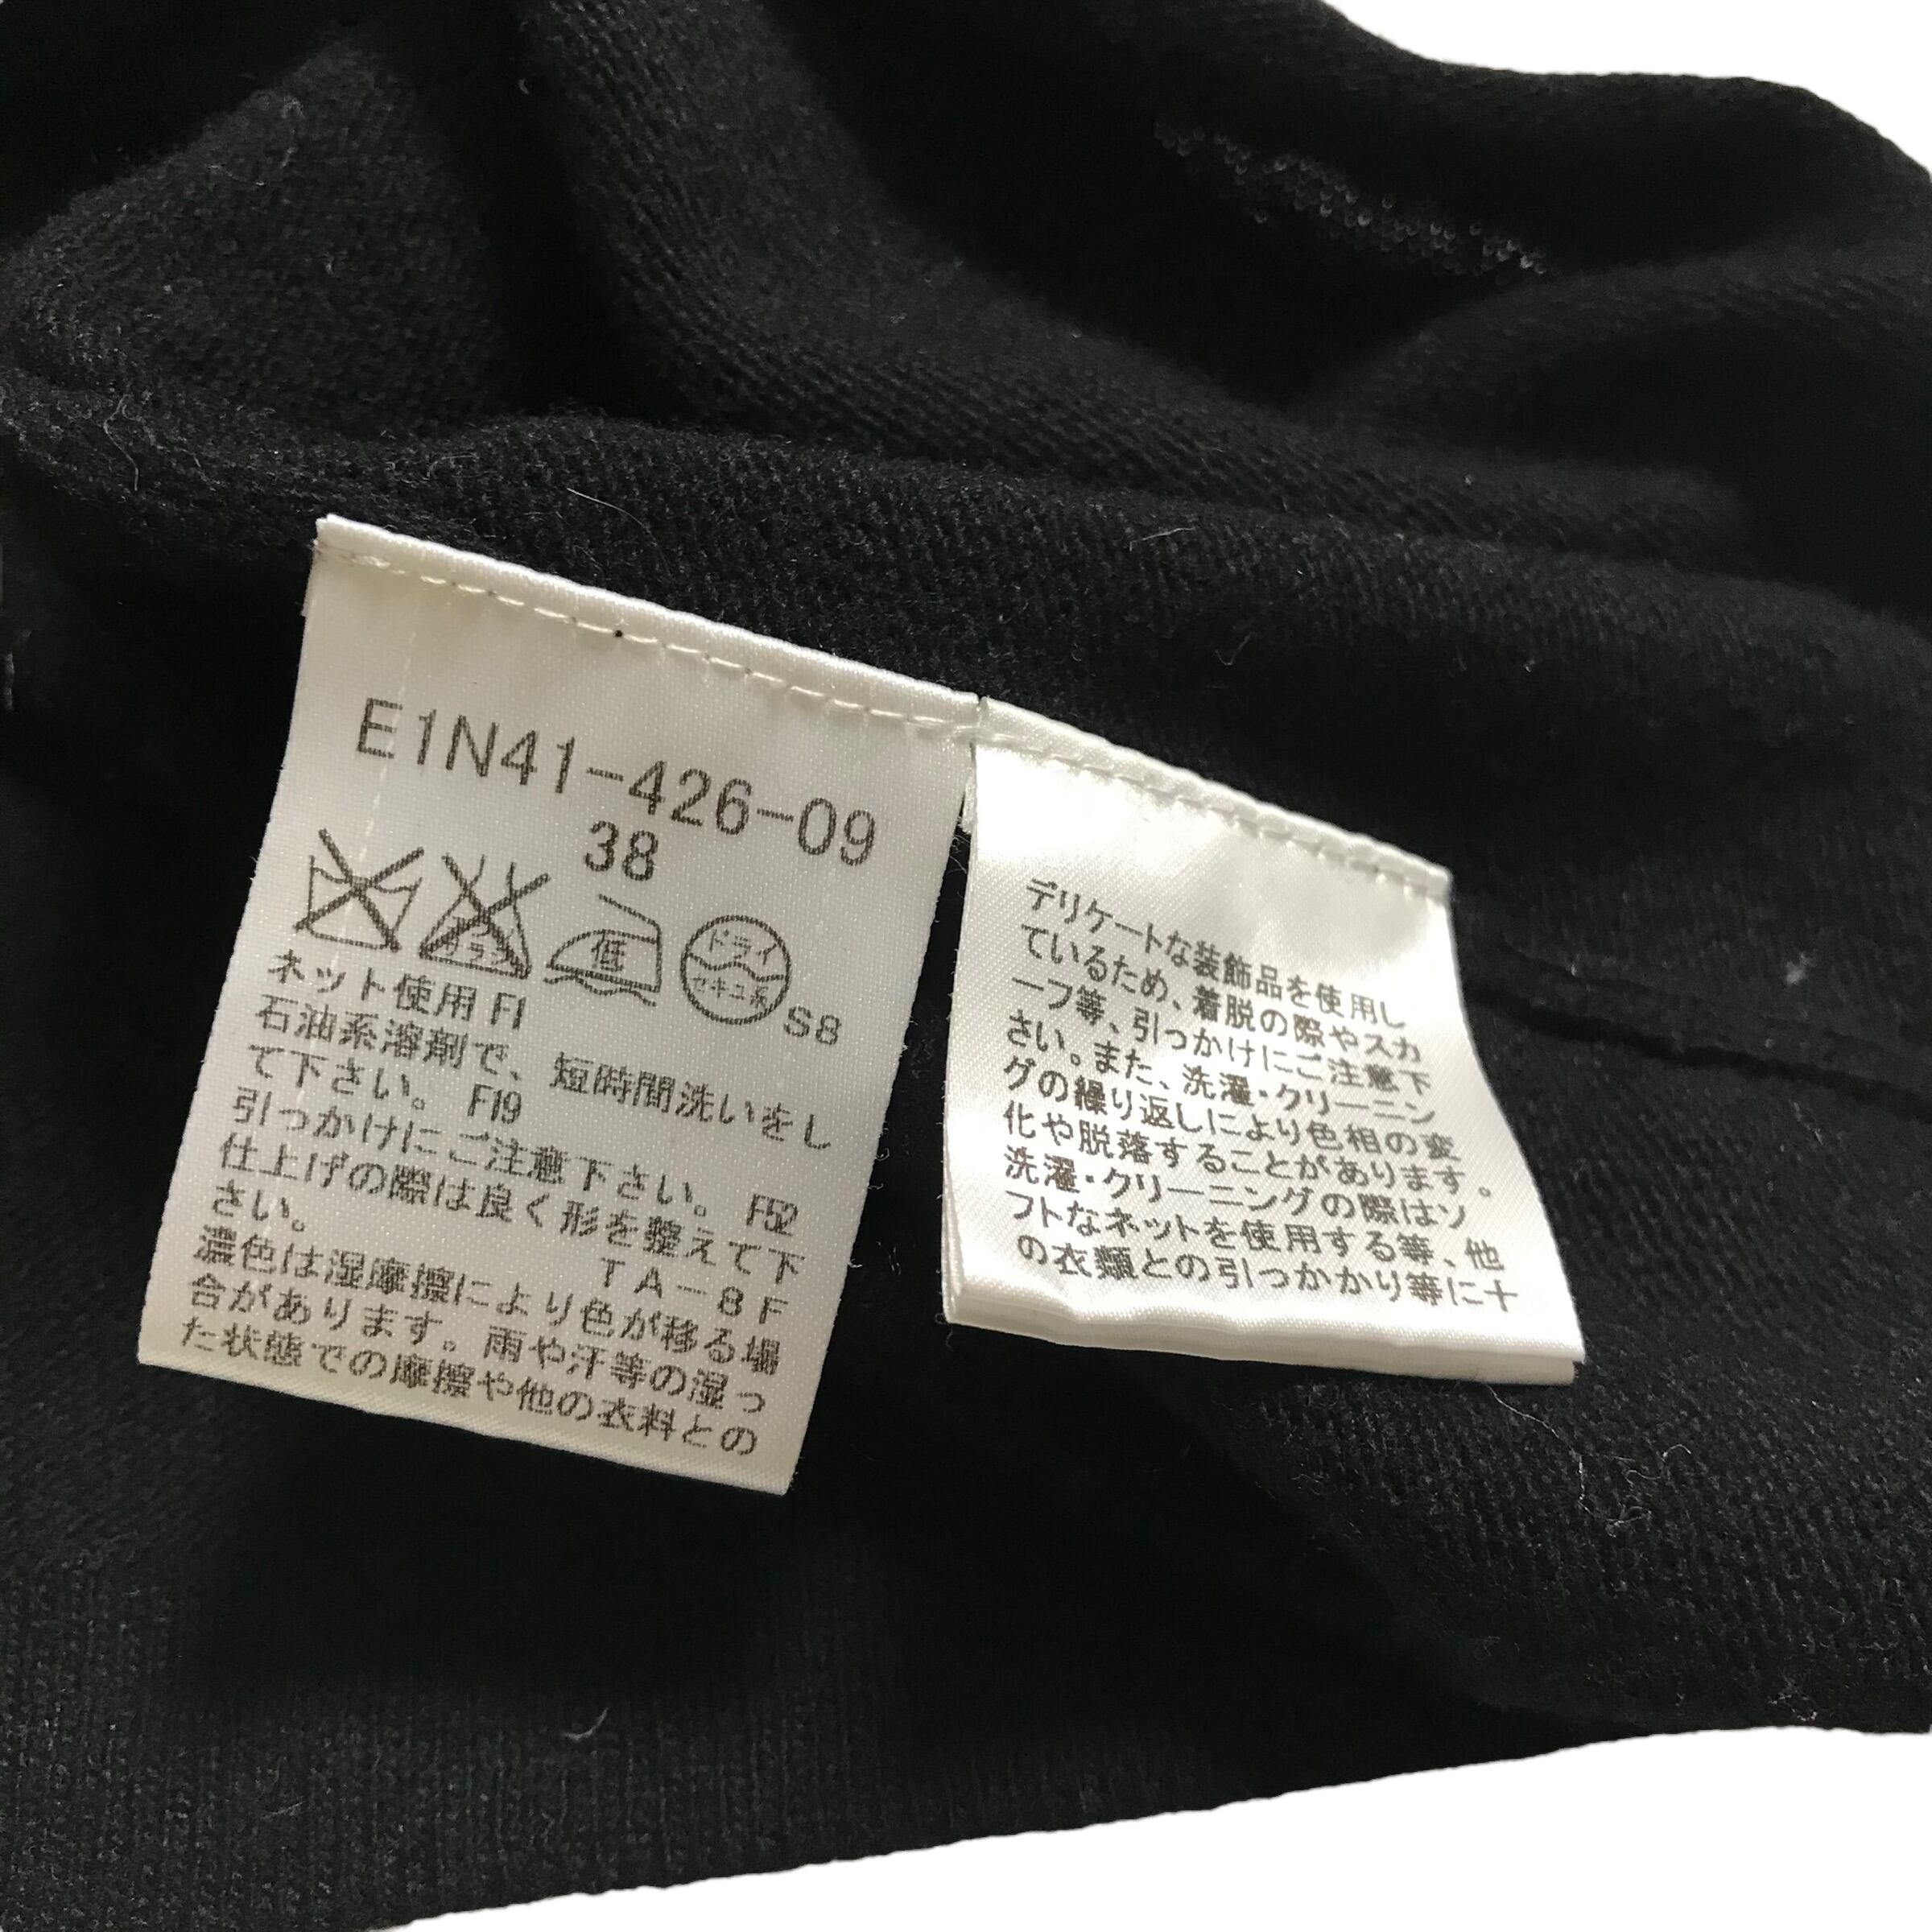 E1N41-426-09
38
エンソ
サラシ
低
ドライ
セキユ系
S8
ネット使用 F1
石油系溶剤で、短時間洗いをし
て下さい。 F19
引っかけにご注意下さい。 F52
仕上げの際は良く形を整えて下
さい。
TA-8F
濃色は湿摩擦により色が移る場
合があります。雨や汗等の湿っ
た状態での摩擦や他の衣料との
デリケートな装飾品を使用し
ているため、着脱の際やスカ
ーフ等、引っかけにご注意下
さい。また、洗濯・クリーニン
グの繰り返しにより色相の変
化や脱落することがあります。
洗濯・クリーニングの際はソ
フトなネットを使用する等、他
の衣類との引っかかり等に十